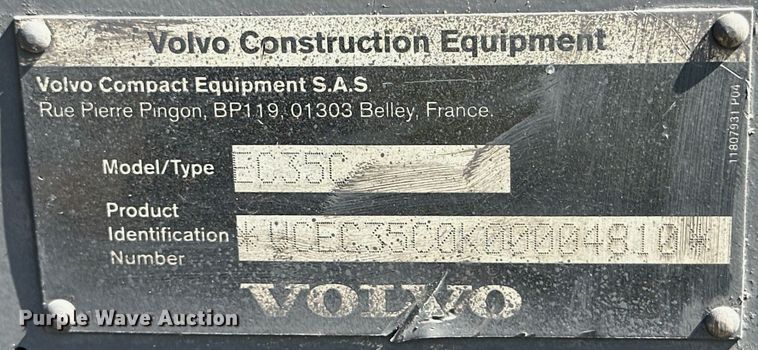 Volvo Construction Equipment
Volvo Compact Equipment S.A.S
Rue Pierre Pingon, BP119, 01303 Belley, France.
11807931 P04
Model/Type EC35C
Product
Identification *VCEC35C0K00004810*
Number
VOLVO
Purple Wave Auction